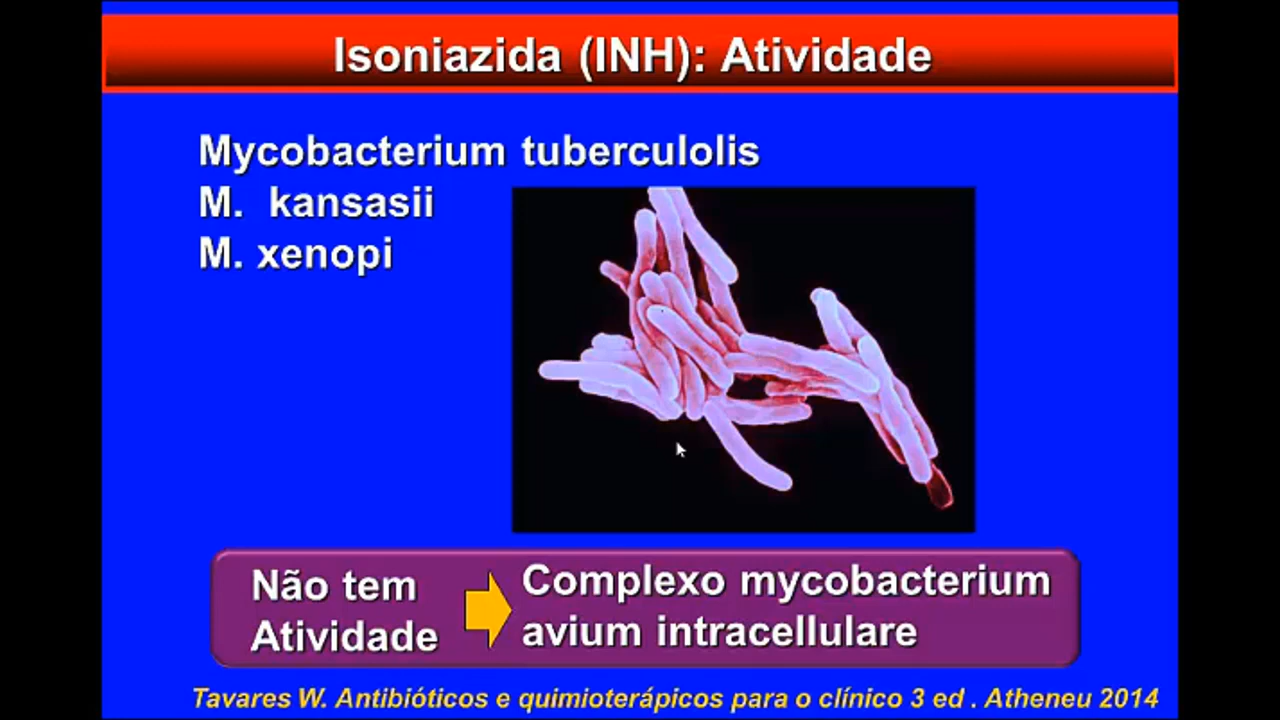 Isoniazida (INH): Atividade
Mycobacterium tuberculolis
M. kansasii
M. xenopi
Não tem
Atividade
Complexo mycobacterium
avium intracellulare
Tavares W. Antibióticos e quimioterápicos para o clínico 3 ed . Atheneu 2014